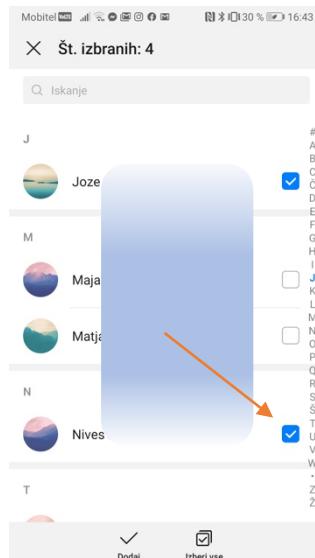 Mobitel 30 % 16:43
Št. izbranih: 4
Iskanje
J
Joze
M
Maja
Matja
N
Nives
T
Dodaj Izberi vse
#
A
B
C
Č
D
E
F
G
H
I
J
K
L
M
N
O
P
Q
R
S
Š
T
U
V
W
Z
Ž